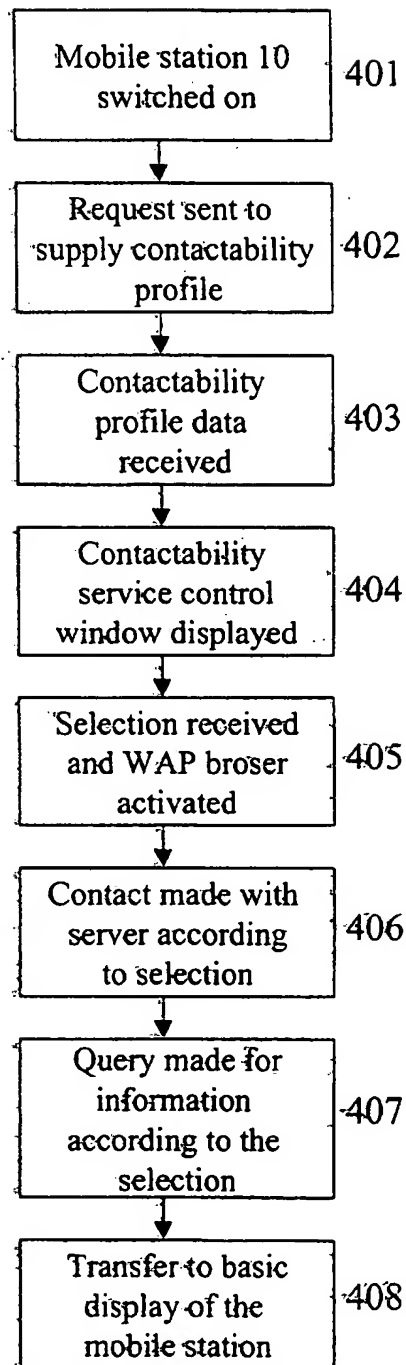 Mobile station 10
switched on
401
Request sent to
supply contactability
profile
402
Contactability
profile data
received
403
Contactability
service control
window displayed
404
Selection received
and WAP broser
activated
405
Contact made with
server according
to selection
406
Query made for
information
according to the
selection
407
Transfer to basic
display of the
mobile station
408